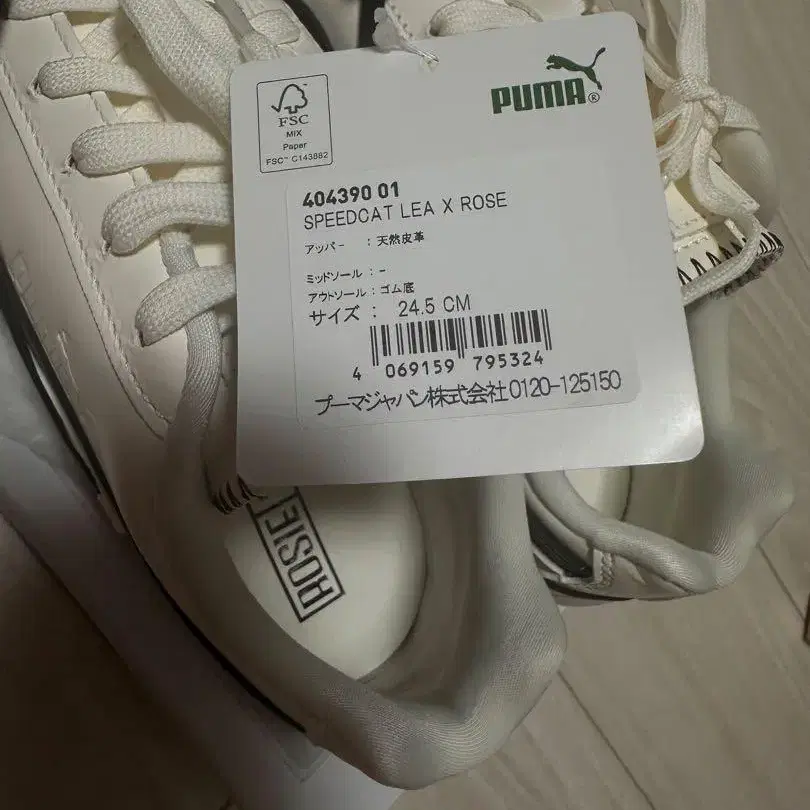 FSC
MIX
Paper
FSC™ C143882
PUMA®
404390 01
SPEEDCAT LEA X ROSE
アッパー : 天然皮革
ミッドソール : -
アウトソール : ゴム底
サイズ : 24.5 CM
4 069159 795324
プーマジャパン株式会社0120-125150
ROSIE